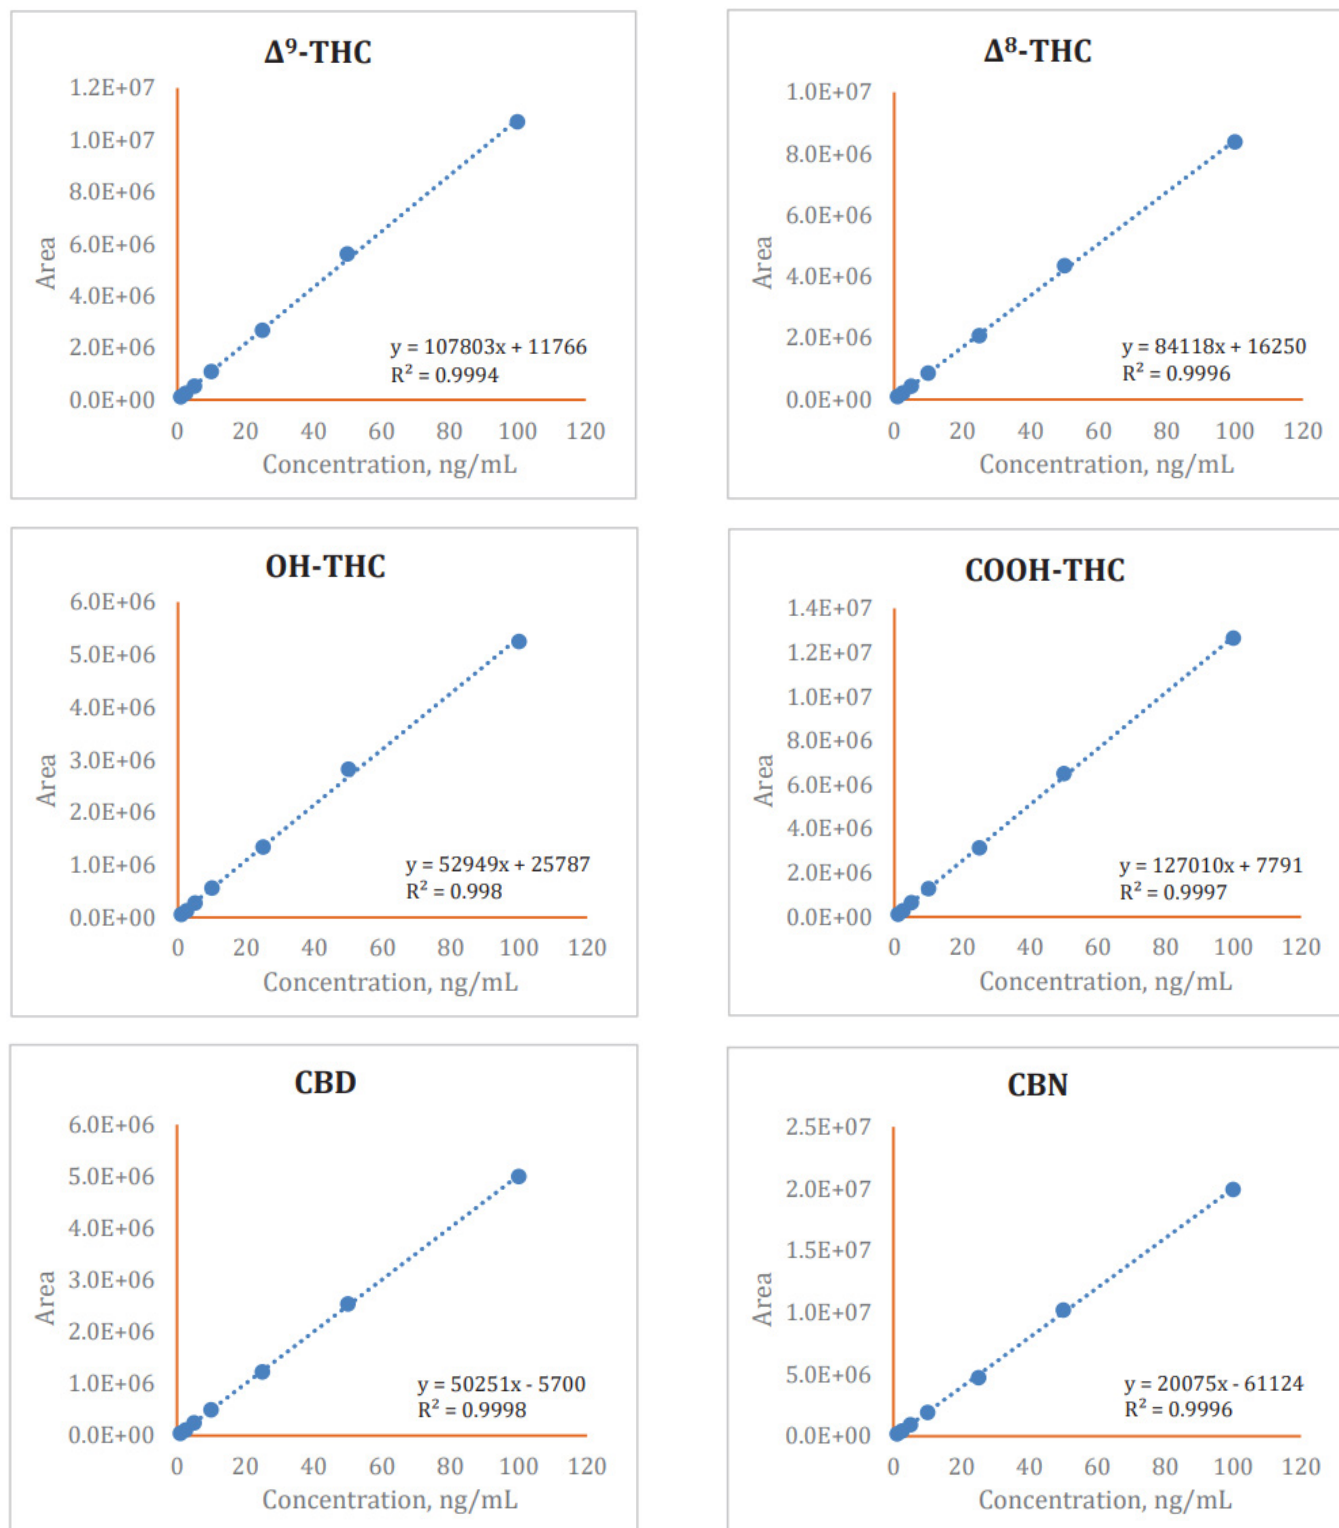 Δ⁹-THC
1.2E+07
1.0E+07
8.0E+06
6.0E+06
4.0E+06
2.0E+06
0.0E+00
Area
y = 107803x + 11766
R² = 0.9994
0 20 40 60 80 100 120
Concentration, ng/mL
Δ⁸-THC
1.0E+07
8.0E+06
6.0E+06
4.0E+06
2.0E+06
0.0E+00
Area
y = 84118x + 16250
R² = 0.9996
0 20 40 60 80 100 120
Concentration, ng/mL
OH-THC
6.0E+06
5.0E+06
4.0E+06
3.0E+06
2.0E+06
1.0E+06
0.0E+00
Area
y = 52949x + 25787
R² = 0.998
0 20 40 60 80 100 120
Concentration, ng/mL
COOH-THC
1.4E+07
1.2E+07
1.0E+07
8.0E+06
6.0E+06
4.0E+06
2.0E+06
0.0E+00
Area
y = 127010x + 7791
R² = 0.9997
0 20 40 60 80 100 120
Concentration, ng/mL
CBD
6.0E+06
5.0E+06
4.0E+06
3.0E+06
2.0E+06
1.0E+06
0.0E+00
Area
y = 50251x - 5700
R² = 0.9998
0 20 40 60 80 100 120
Concentration, ng/mL
CBN
2.5E+07
2.0E+07
1.5E+07
1.0E+07
5.0E+06
0.0E+00
Area
y = 20075x - 61124
R² = 0.9996
0 20 40 60 80 100 120
Concentration, ng/mL